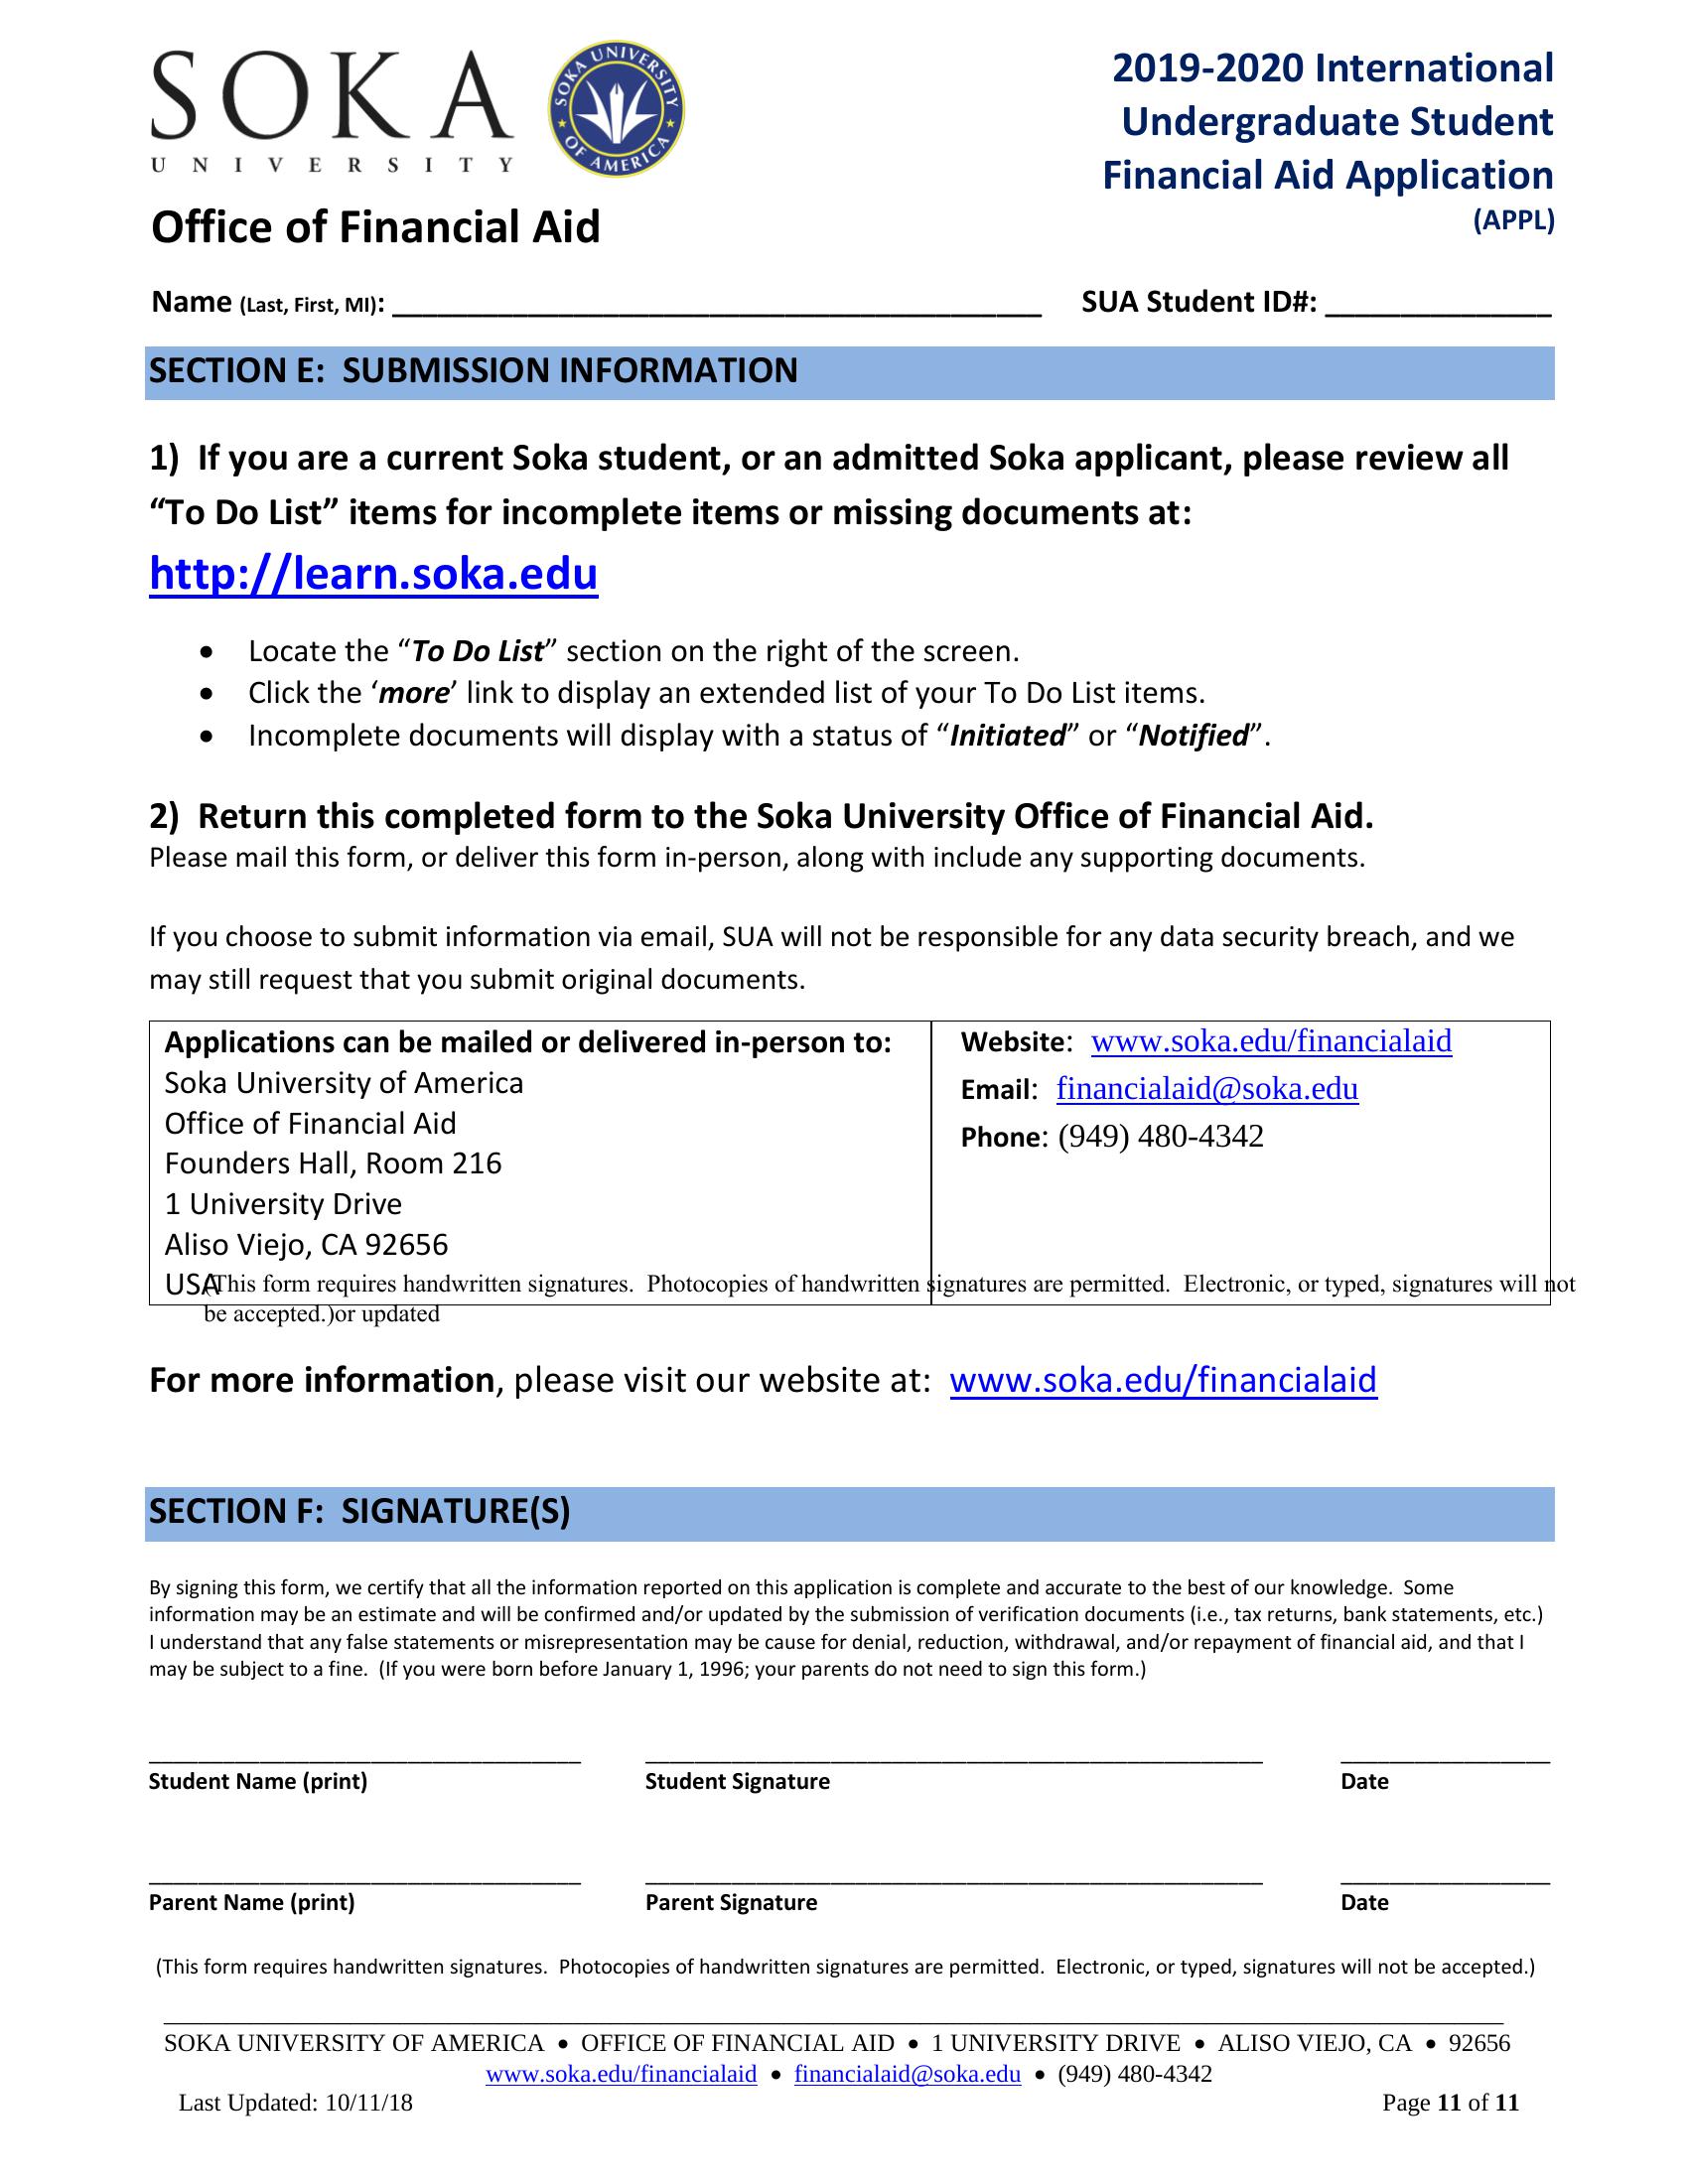 SOKA
UNIVERSITY
SOKA UNIVERSITY
OF AMERICA
2019-2020 International
Undergraduate Student
Financial Aid Application
(APPL)
Office of Financial Aid
Name (Last, First, MI): ________________________________________ SUA Student ID#: ______________
SECTION E:  SUBMISSION INFORMATION
1)  If you are a current Soka student, or an admitted Soka applicant, please review all
“To Do List” items for incomplete items or missing documents at:
http://learn.soka.edu
• Locate the “To Do List” section on the right of the screen.
• Click the ‘more’ link to display an extended list of your To Do List items.
• Incomplete documents will display with a status of “Initiated” or “Notified”.
2)  Return this completed form to the Soka University Office of Financial Aid.
Please mail this form, or deliver this form in-person, along with include any supporting documents.
If you choose to submit information via email, SUA will not be responsible for any data security breach, and we
may still request that you submit original documents.
Applications can be mailed or delivered in-person to:
Soka University of America
Office of Financial Aid
Founders Hall, Room 216
1 University Drive
Aliso Viejo, CA 92656
USA
Website:  www.soka.edu/financialaid
Email:  financialaid@soka.edu
Phone: (949) 480-4342
(This form requires handwritten signatures.  Photocopies of handwritten signatures are permitted.  Electronic, or typed, signatures will not
be accepted.)or updated
For more information, please visit our website at:  www.soka.edu/financialaid
SECTION F:  SIGNATURE(S)
By signing this form, we certify that all the information reported on this application is complete and accurate to the best of our knowledge.  Some
information may be an estimate and will be confirmed and/or updated by the submission of verification documents (i.e., tax returns, bank statements, etc.)
I understand that any false statements or misrepresentation may be cause for denial, reduction, withdrawal, and/or repayment of financial aid, and that I
may be subject to a fine.  (If you were born before January 1, 1996; your parents do not need to sign this form.)
Student Name (print) Student Signature Date
Parent Name (print) Parent Signature Date
(This form requires handwritten signatures.  Photocopies of handwritten signatures are permitted.  Electronic, or typed, signatures will not be accepted.)
SOKA UNIVERSITY OF AMERICA • OFFICE OF FINANCIAL AID • 1 UNIVERSITY DRIVE • ALISO VIEJO, CA • 92656
www.soka.edu/financialaid • financialaid@soka.edu • (949) 480-4342
Last Updated: 10/11/18 Page 11 of 11